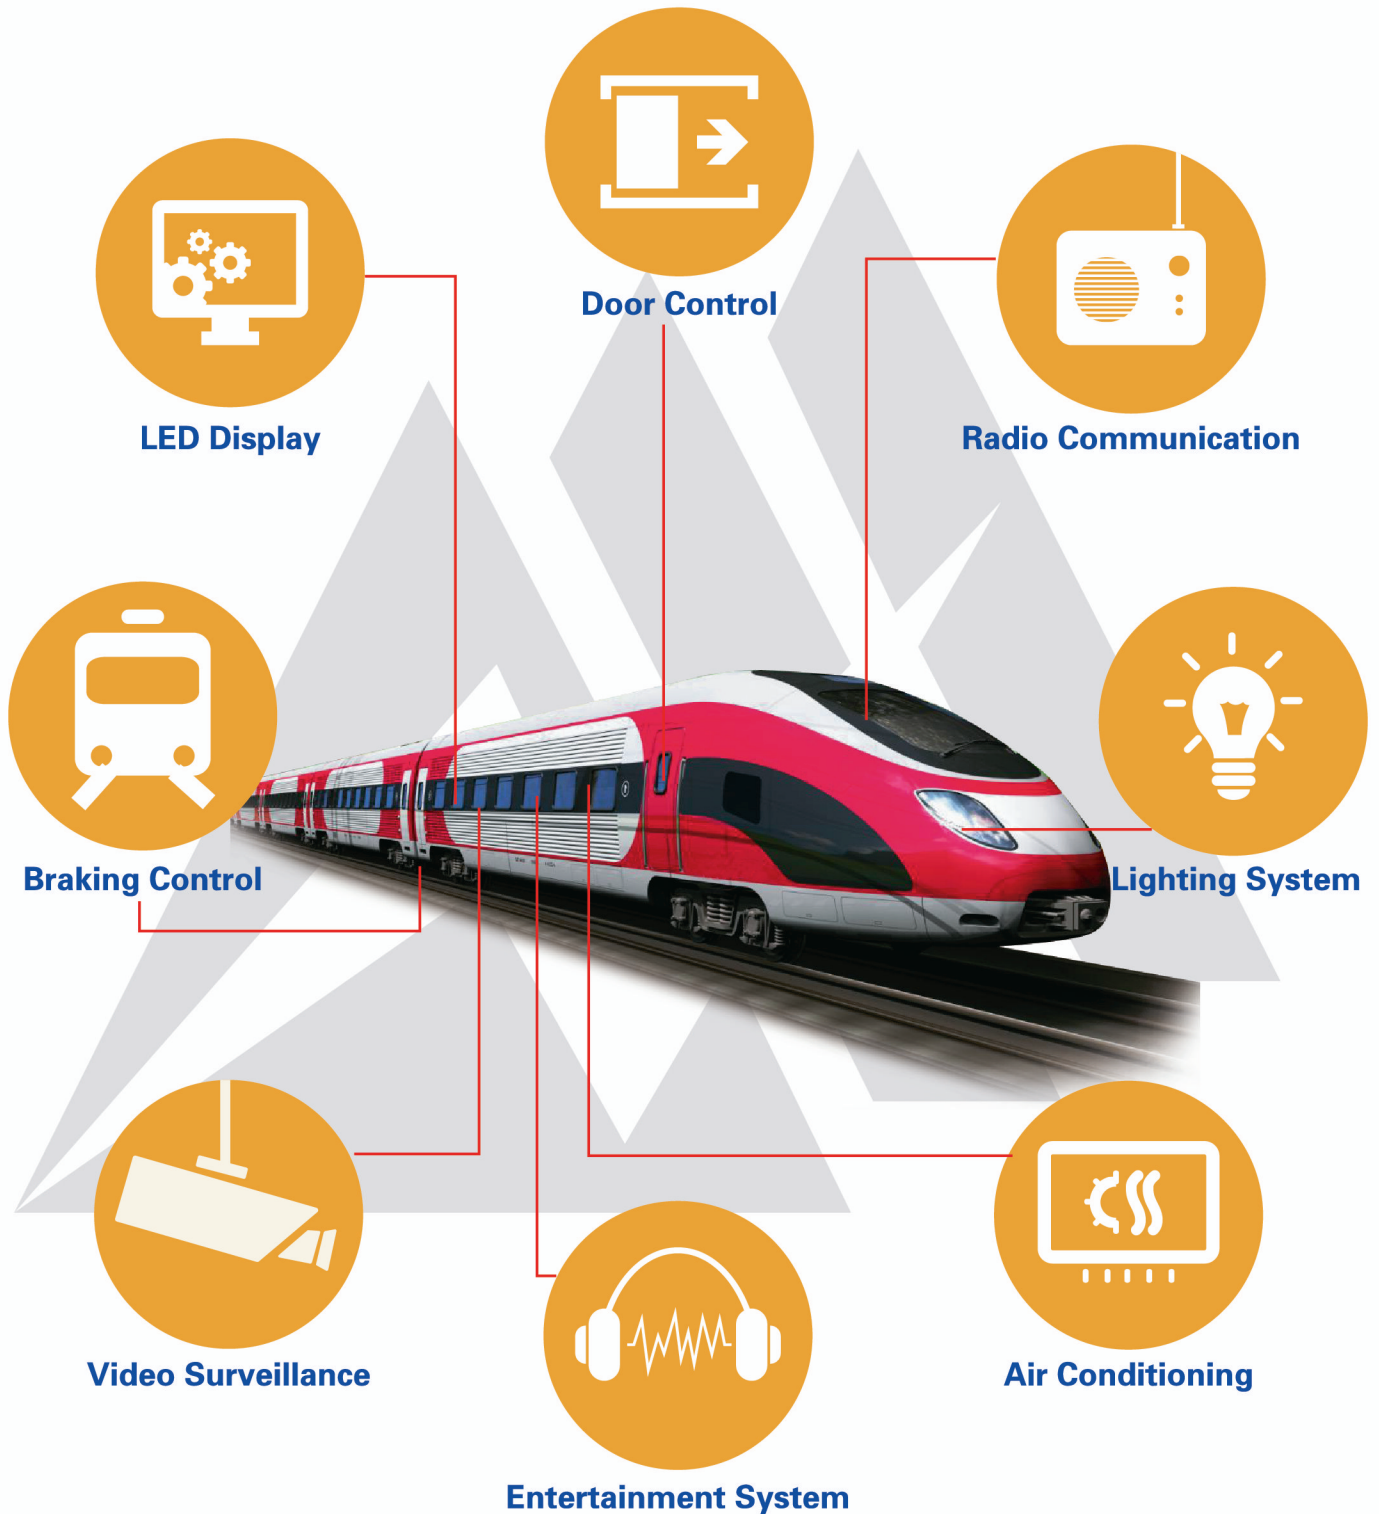 Door Control
LED Display
Radio Communication
Braking Control
Lighting System
Video Surveillance
Air Conditioning
Entertainment System